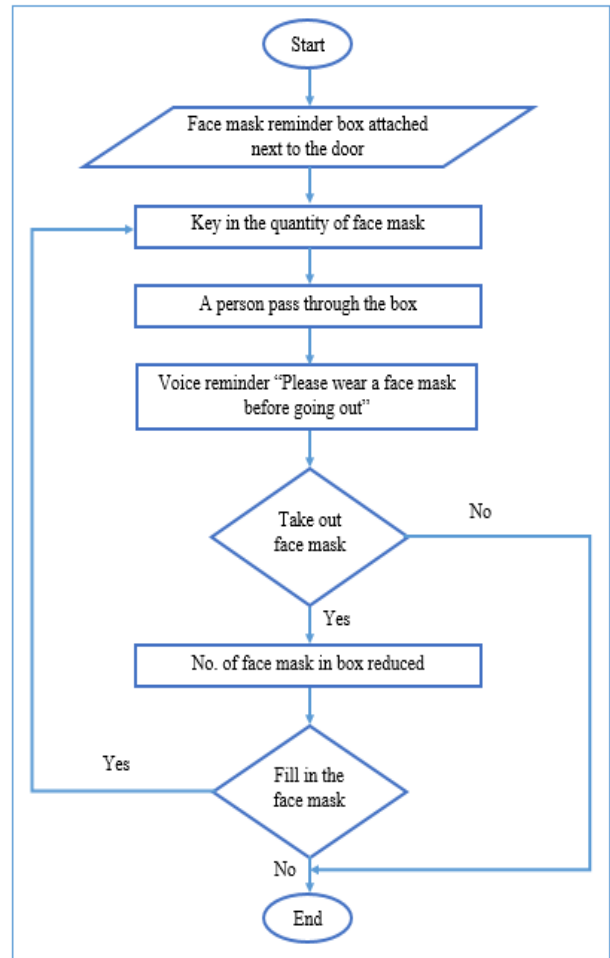 Start
Face mask reminder box attached
next to the door
Key in the quantity of face mask
A person pass through the box
Voice reminder “Please wear a face mask
before going out”
Take out
face mask
No
Yes
No. of face mask in box reduced
Yes
Fill in the
face mask
No
End